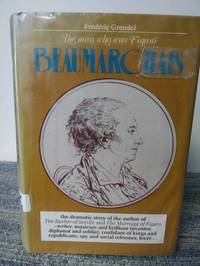 Frédéric Grendel
The man who was Figaro
BEAUMARCHAIS
the dramatic story of the author of
The Barber of Seville and The Marriage of Figaro,
—writer, musician and brilliant inventor,
diplomat and soldier, confidant of kings and
republicans, spy and social reformer, lover...